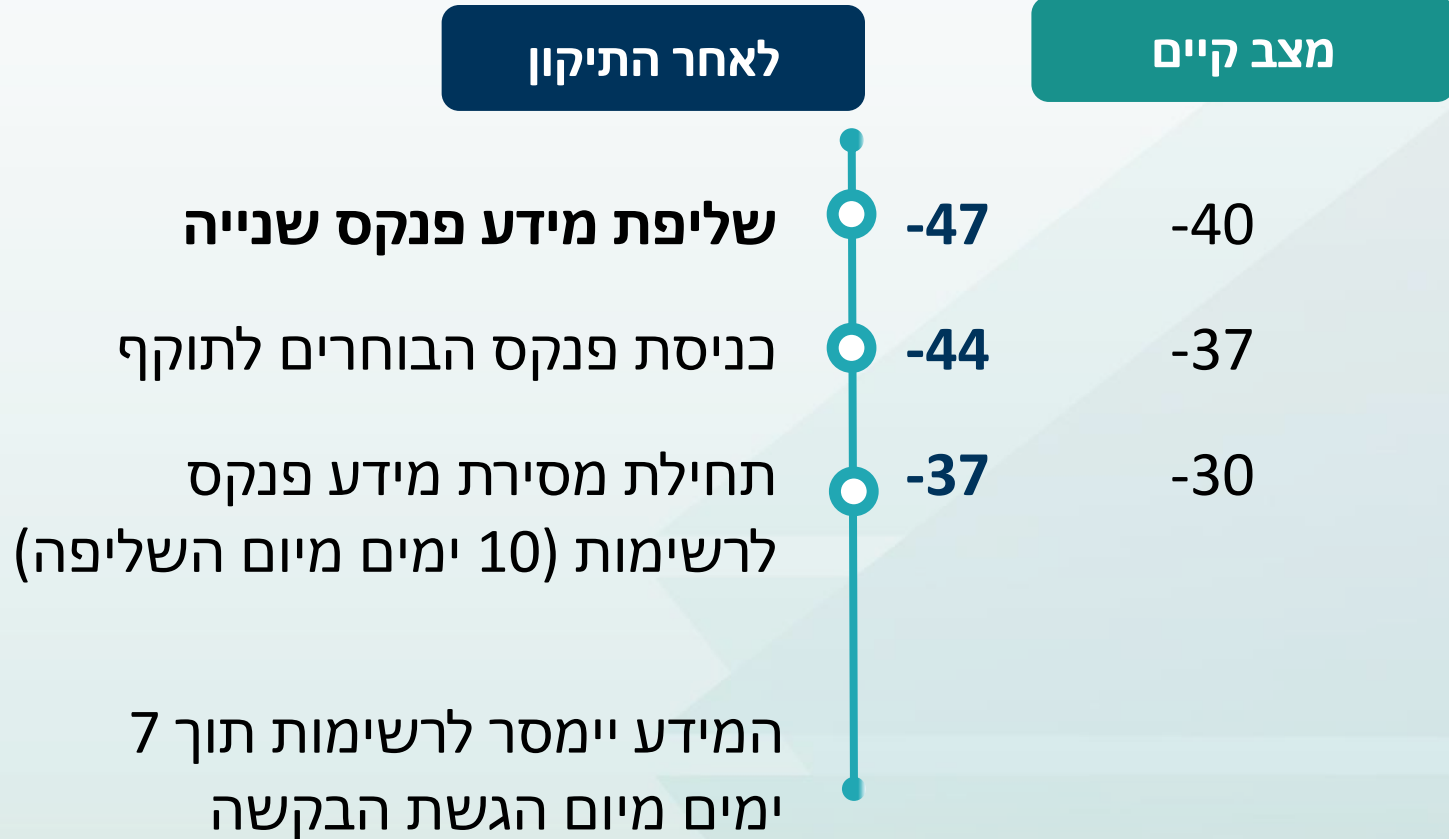 מצב קיים
לאחר התיקון
-40
-47
שליפת מידע פנקס שנייה
-37
-44
כניסת פנקס הבוחרים לתוקף
-30
-37
תחילת מסירת מידע פנקס
לרשימות (10 ימים מיום השליפה)
המידע יימסר לרשימות תוך 7
ימים מיום הגשת הבקשה